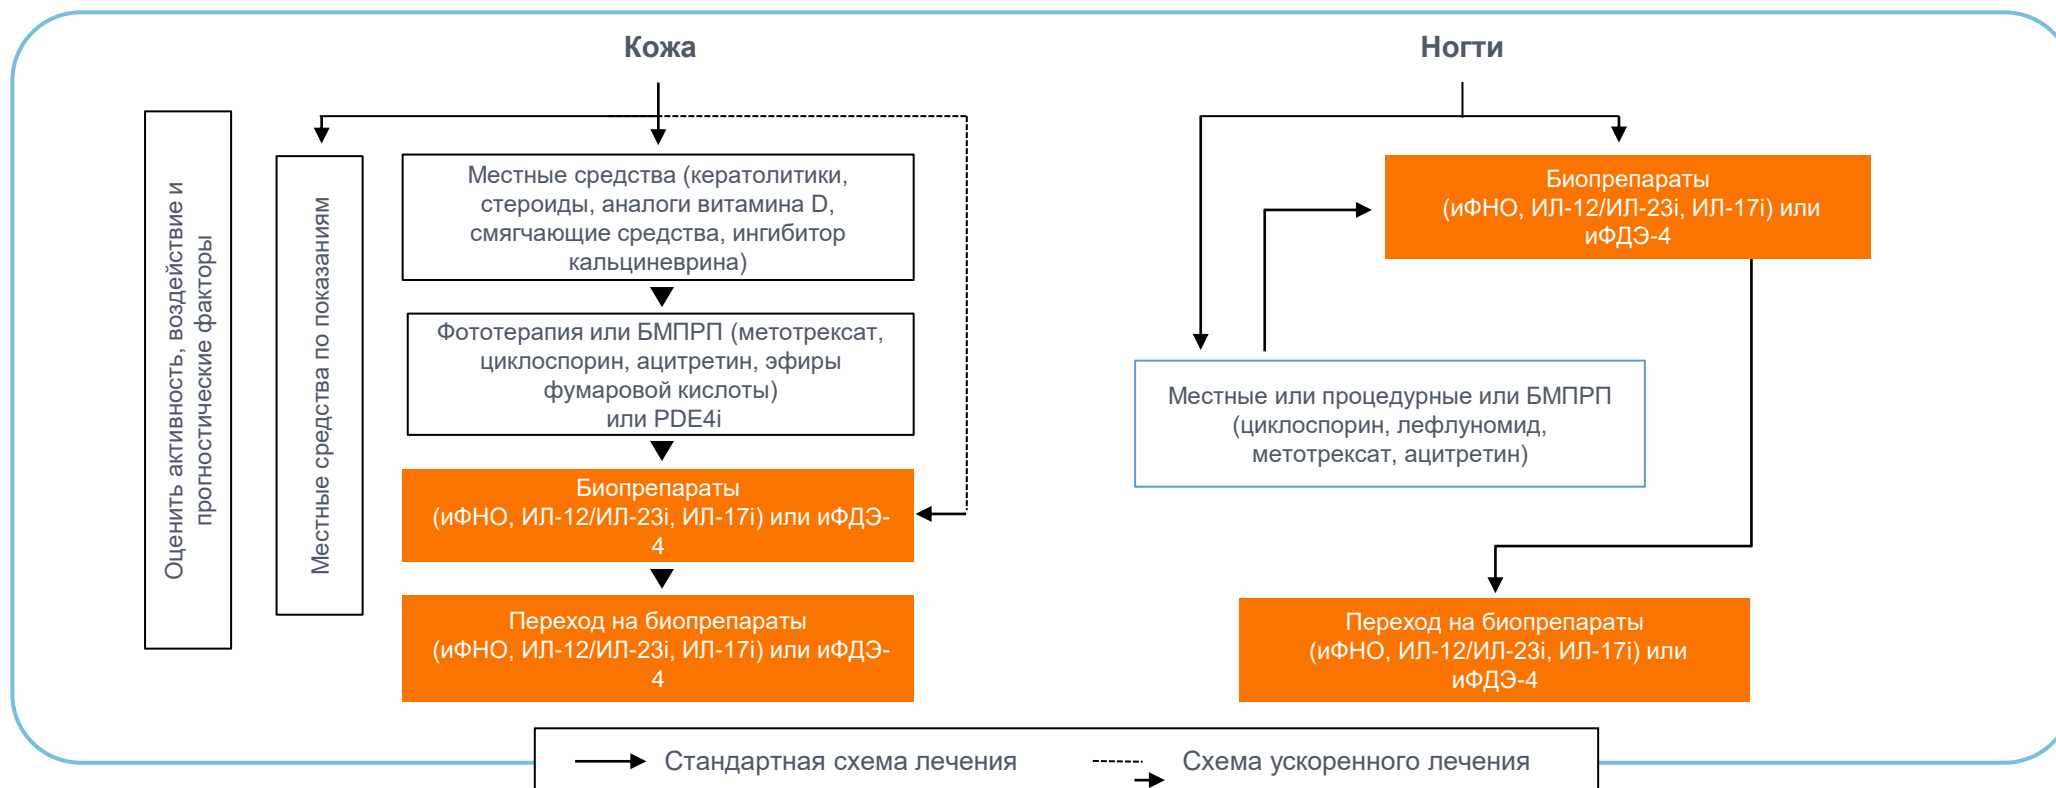 Кожа
Ногти
Оценить активность, воздействие и
прогностические факторы
Местные средства по показаниям
Местные средства (кератолитики,
стероиды, аналоги витамина D,
смягчающие средства, ингибитор
кальциневрина)
Фототерапия или БМПРП (метотрексат,
циклоспорин, ацитретин, эфиры
фумаровой кислоты)
или PDE4i
Биопрепараты
(иФНО, ИЛ-12/ИЛ-23i, ИЛ-17i) или иФДЭ-
4
Переход на биопрепараты
(иФНО, ИЛ-12/ИЛ-23i, ИЛ-17i) или иФДЭ-
4
Биопрепараты
(иФНО, ИЛ-12/ИЛ-23i, ИЛ-17i) или
иФДЭ-4
Местные или процедурные или БМПРП
(циклоспорин, лефлуномид,
метотрексат, ацитретин)
Переход на биопрепараты
(иФНО, ИЛ-12/ИЛ-23i, ИЛ-17i) или
иФДЭ-4
Стандартная схема лечения
Схема ускоренного лечения